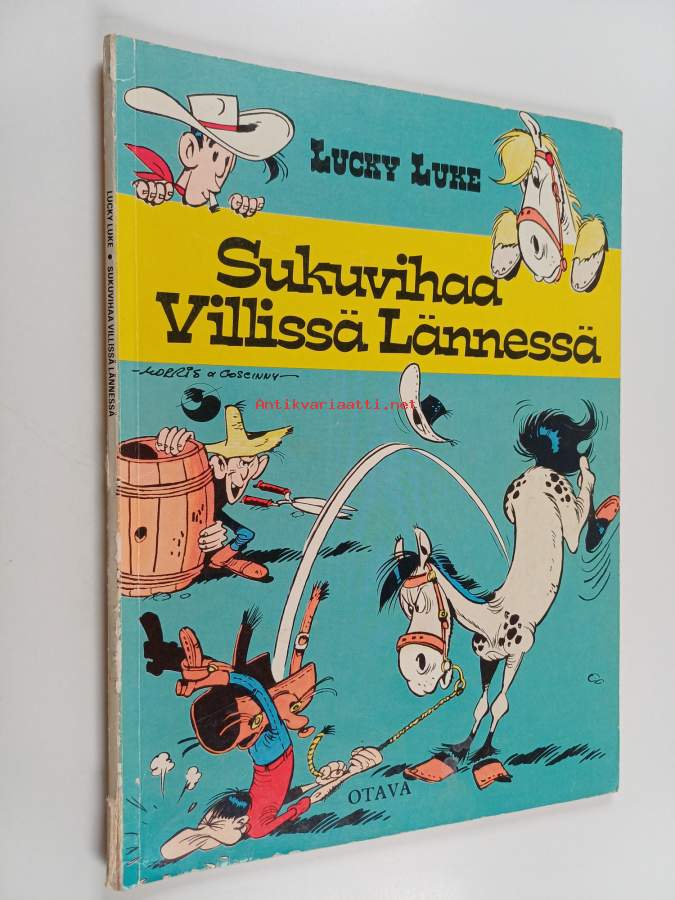 LUCKY LUKE
Sukuvihaa
Villissä Lännessä
MORRIS & GOSCINNY
Antikvariaatti.net
OTAVA
LUCKY LUKE • SUKUVIHAA VILLISSÄ LÄNNESSÄ